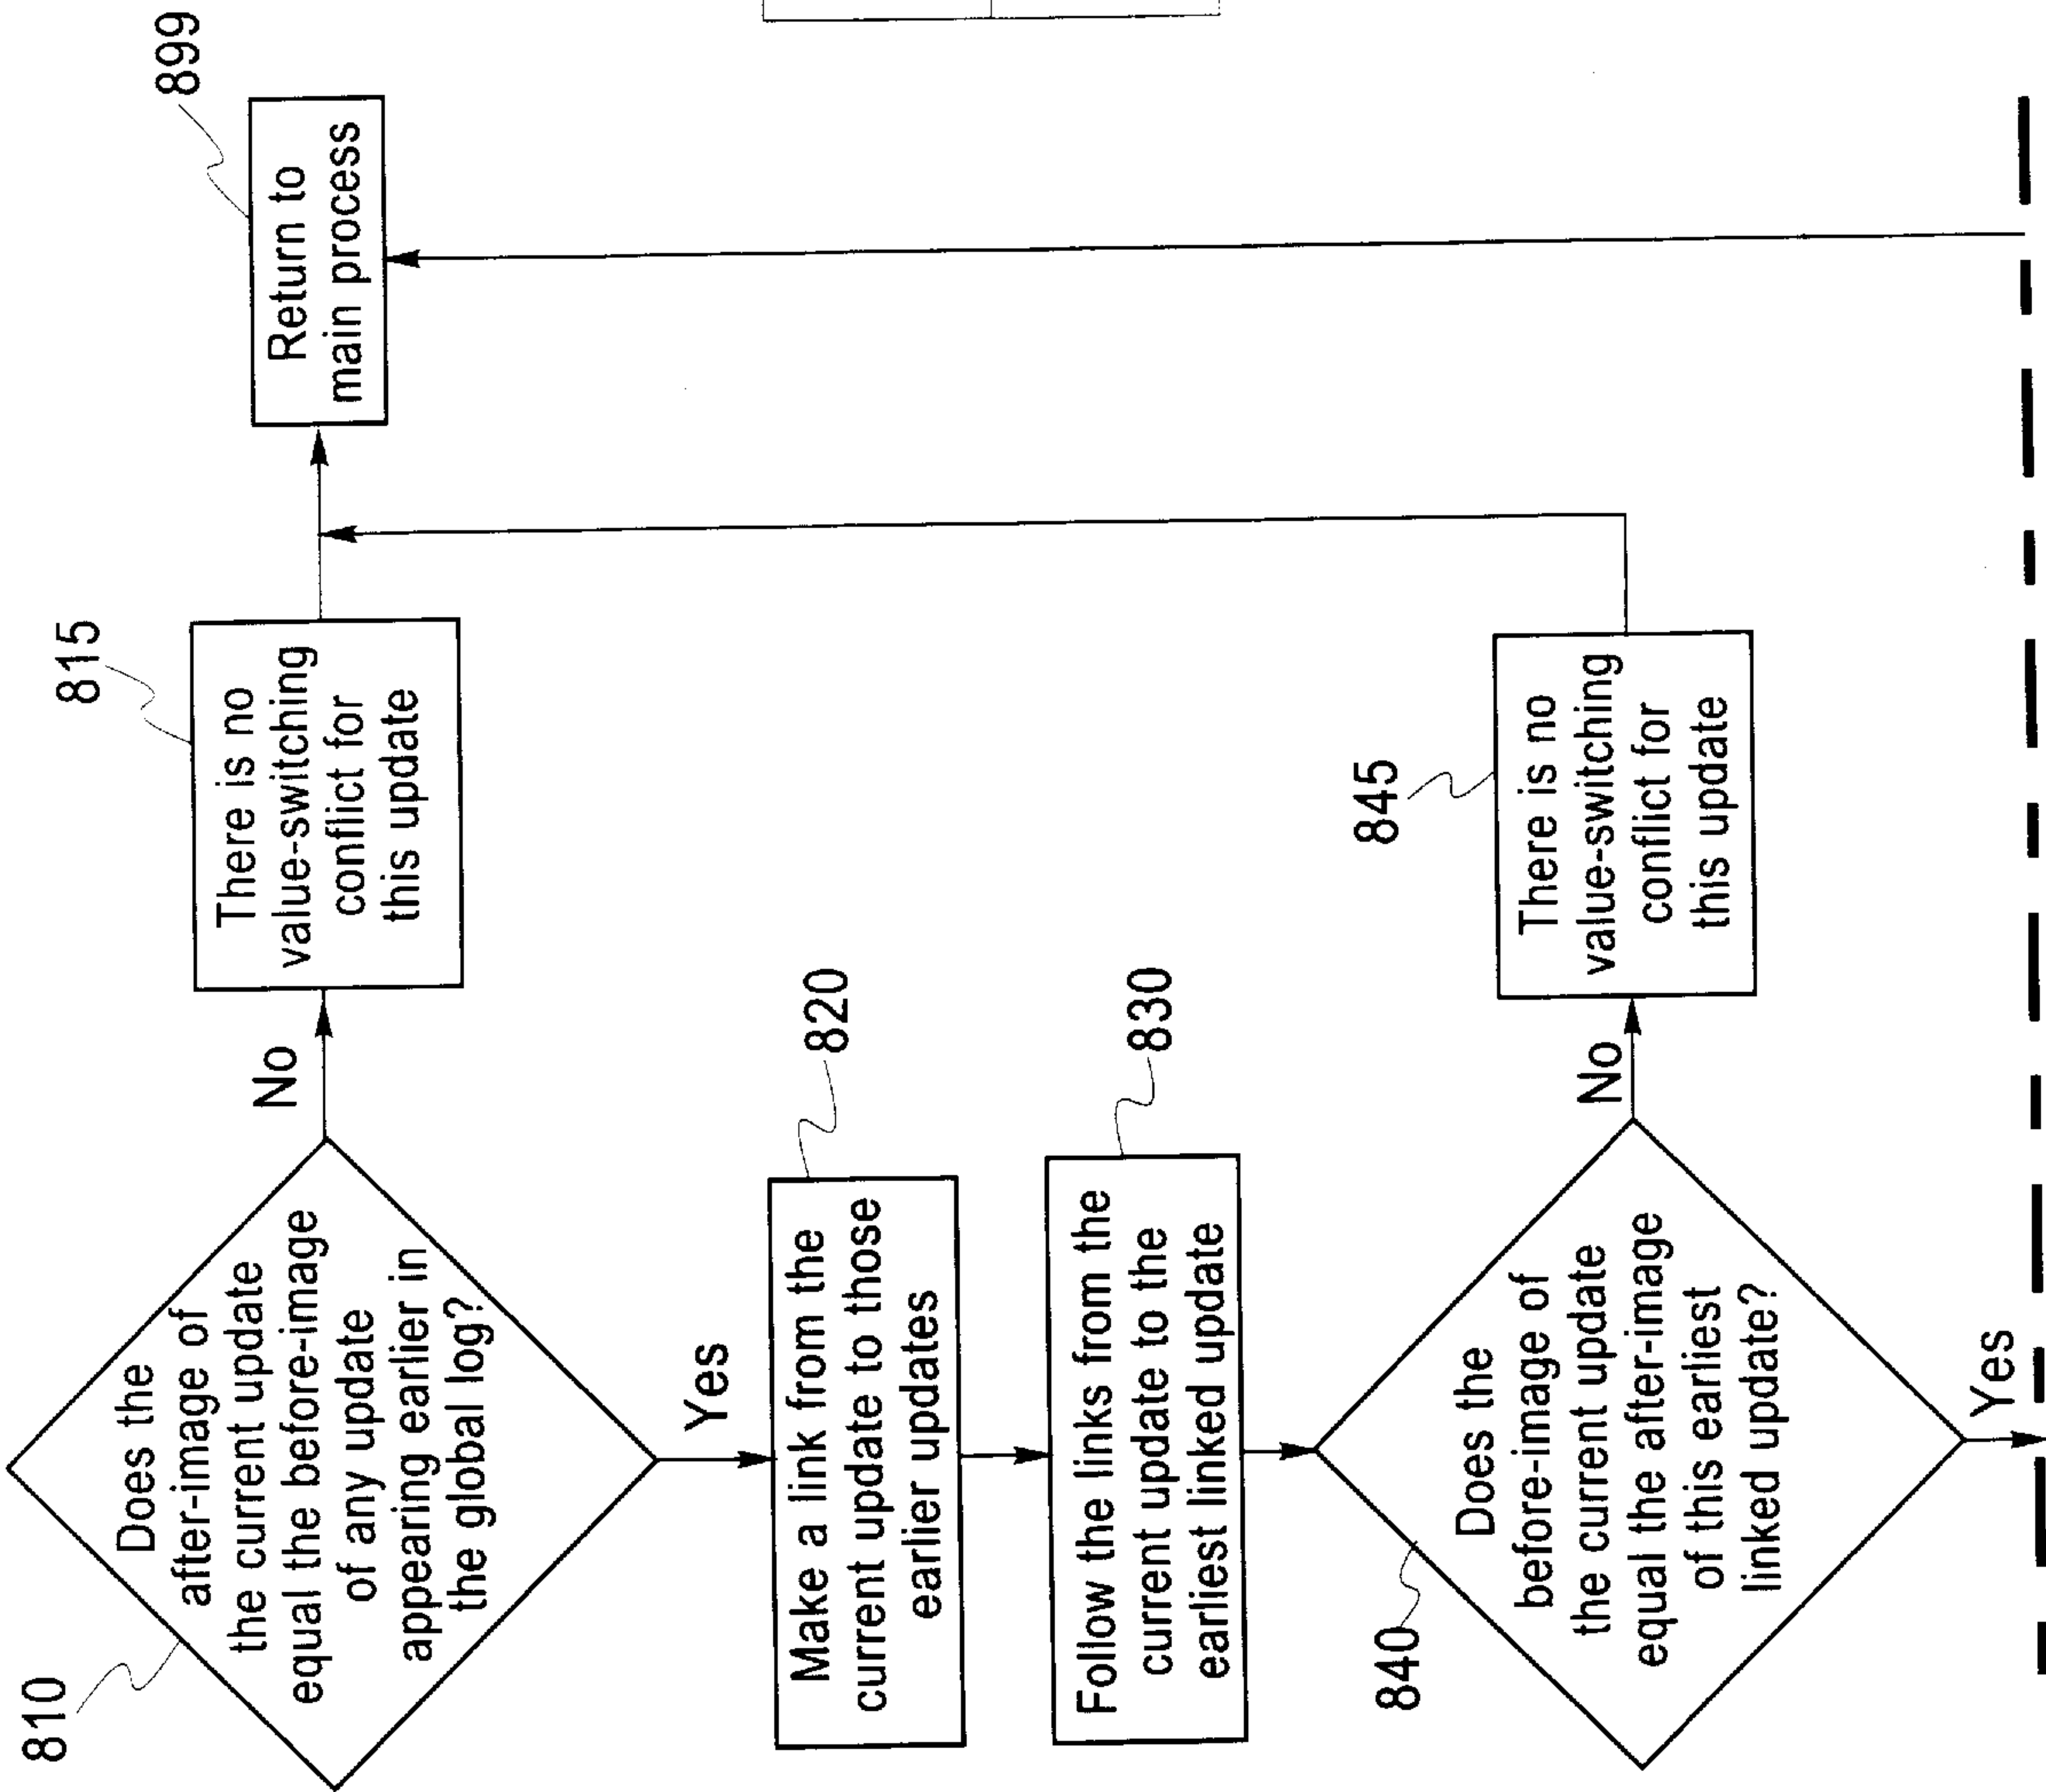 810
Does the
after-image of
the current update
equal the before-image
of any update
appearing earlier in
the global log?
No
815
There is no
value-switching
conflict for
this update
899
Return to
main process
Yes
820
Make a link from the
current update to those
earlier updates
830
Follow the links from the
current update to the
earliest linked update
840
Does the
before-image of
the current update
equal the after-image
of this earliest
linked update?
No
845
There is no
value-switching
conflict for
this update
Yes